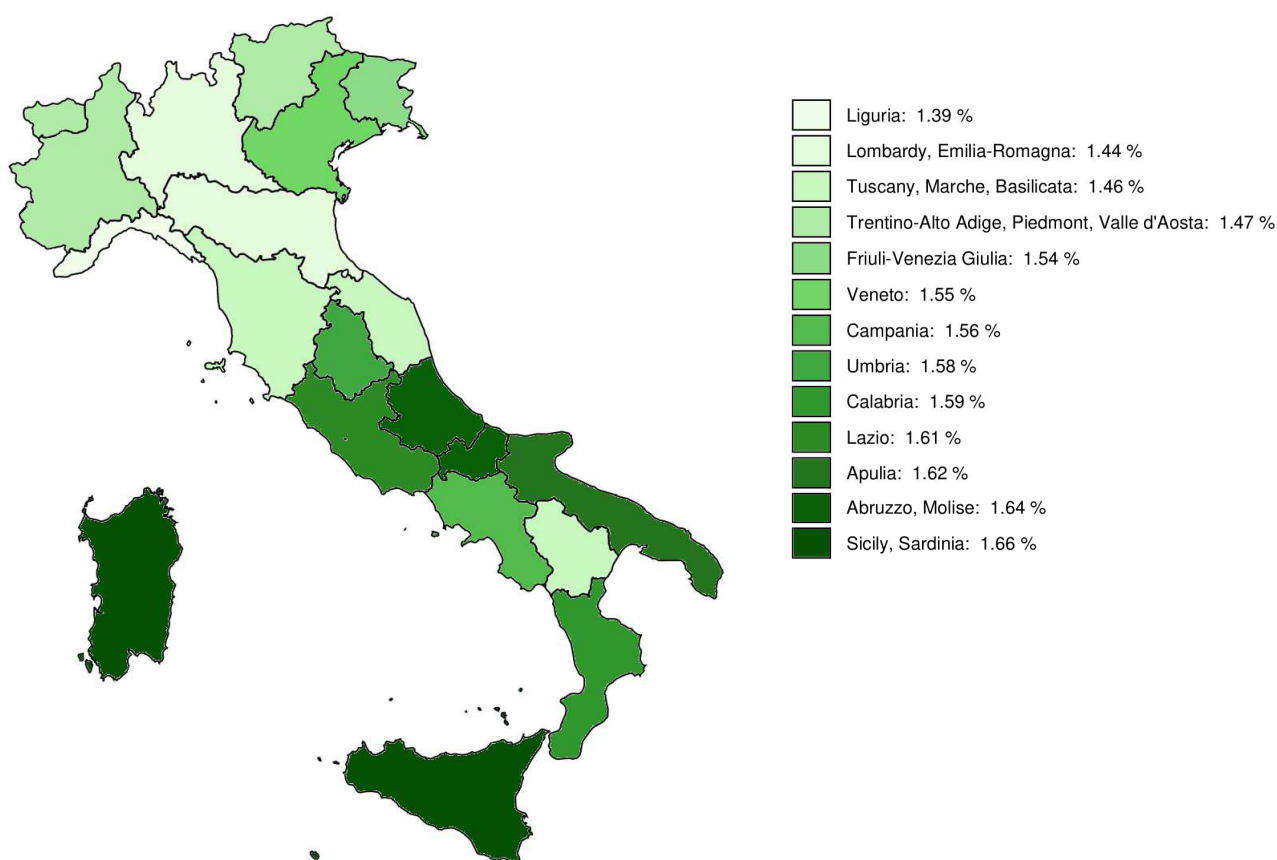 Liguria: 1.39 %
Lombardy, Emilia-Romagna: 1.44 %
Tuscany, Marche, Basilicata: 1.46 %
Trentino-Alto Adige, Piedmont, Valle d'Aosta: 1.47 %
Friuli-Venezia Giulia: 1.54 %
Veneto: 1.55 %
Campania: 1.56 %
Umbria: 1.58 %
Calabria: 1.59 %
Lazio: 1.61 %
Apulia: 1.62 %
Abruzzo, Molise: 1.64 %
Sicily, Sardinia: 1.66 %